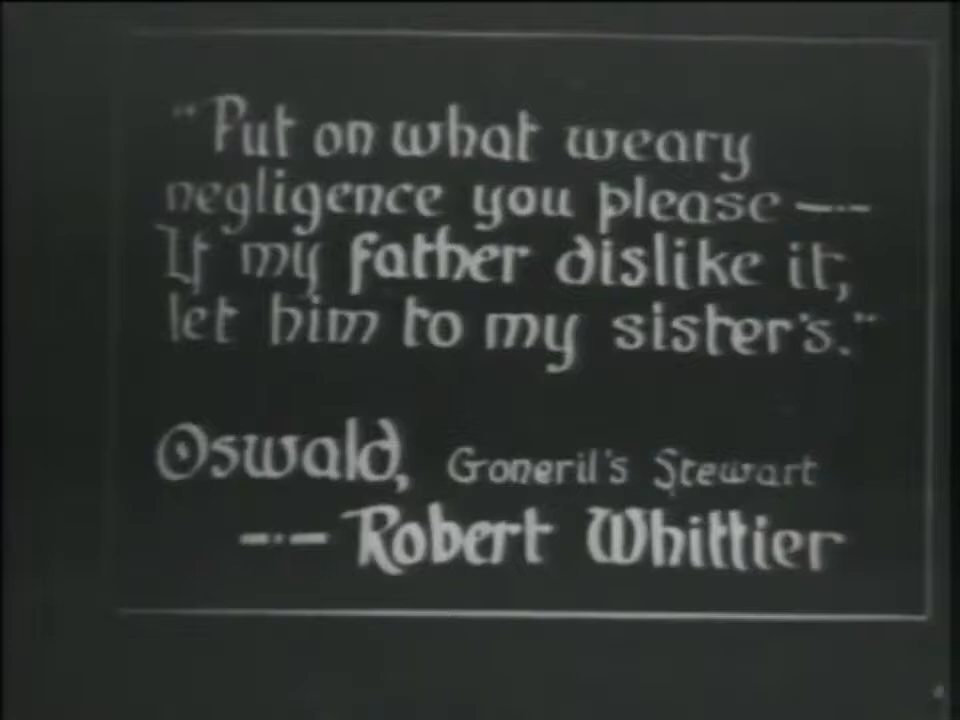 "Put on what weary
negligence you please —·—
If my father dislike it,
let him to my sister's."
Oswald, Goneril's Stewart
—·— Robert Whittier